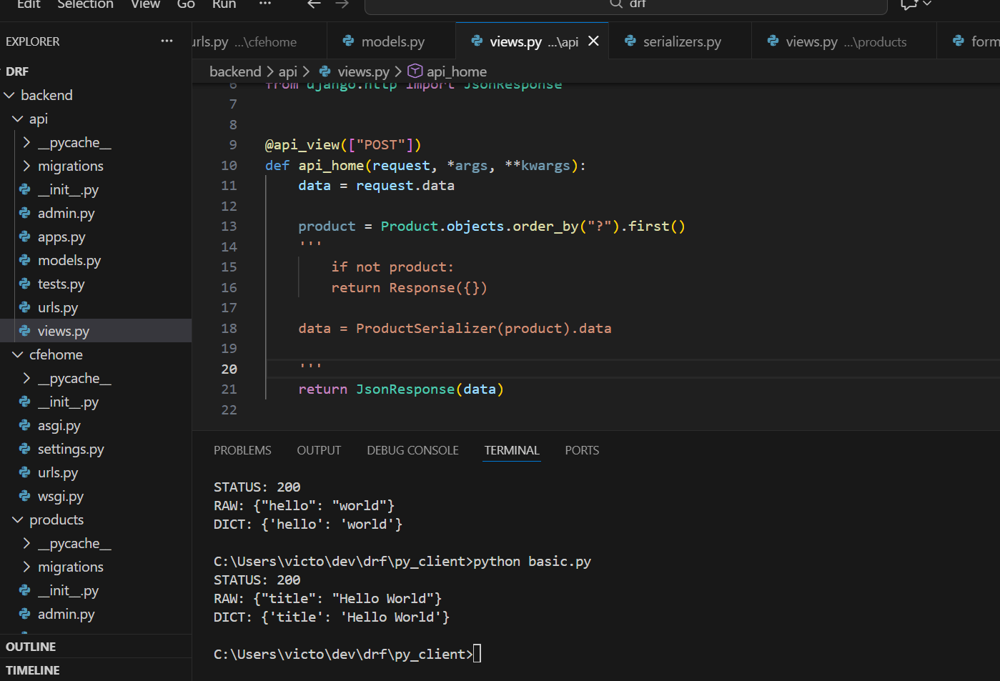 Edit Selection View Go Run ···
drf
EXPLORER ···
urls.py ...\cfehome
models.py
views.py ...\api
serializers.py
views.py ...\products
form
DRF
backend
api
__pycache__
migrations
__init__.py
admin.py
apps.py
models.py
tests.py
urls.py
views.py
cfehome
__pycache__
__init__.py
asgi.py
settings.py
urls.py
wsgi.py
products
__pycache__
migrations
__init__.py
admin.py
OUTLINE
TIMELINE
backend > api > views.py > api_home
6 from django.http import JsonResponse
7
8
9 @api_view(["POST"])
10 def api_home(request, *args, **kwargs):
11 data = request.data
12
13 product = Product.objects.order_by("?").first()
14 '''
15 if not product:
16 return Response({})
17
18 data = ProductSerializer(product).data
19
20 '''
21 return JsonResponse(data)
22
PROBLEMS OUTPUT DEBUG CONSOLE TERMINAL PORTS
STATUS: 200
RAW: {"hello": "world"}
DICT: {'hello': 'world'}
C:\Users\victo\dev\drf\py_client>python basic.py
STATUS: 200
RAW: {"title": "Hello World"}
DICT: {'title': 'Hello World'}
C:\Users\victo\dev\drf\py_client>